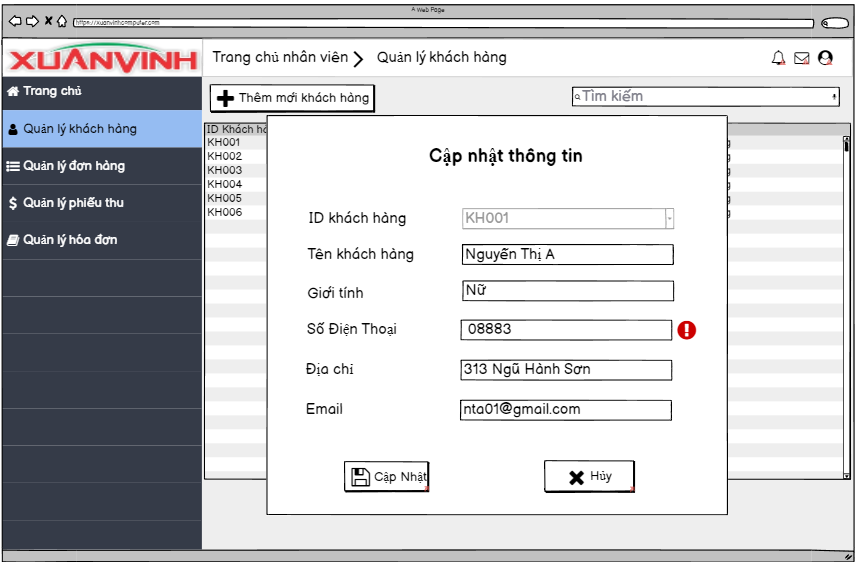 A Web Page
https://xuanvinhcomputer.com
XUÂNVINH
Trang chủ nhân viên
Quản lý khách hàng
Trang chủ
Thêm mới khách hàng
Tìm kiếm
Quản lý khách hàng
ID Khách hà
KH001
KH002
KH003
KH004
KH005
KH006
Quản lý đơn hàng
Quản lý phiếu thu
Quản lý hóa đơn
Cập nhật thông tin
ID khách hàng KH001
Tên khách hàng Nguyễn Thị A
Giới tính Nữ
Số Điện Thoại 08883
Địa chỉ 313 Ngũ Hành Sơn
Email nta01@gmail.com
Cập Nhật Hủy